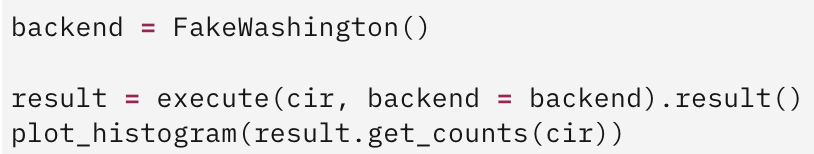 backend = FakeWashington()
result = execute(cir, backend = backend).result()
plot_histogram(result.get_counts(cir))